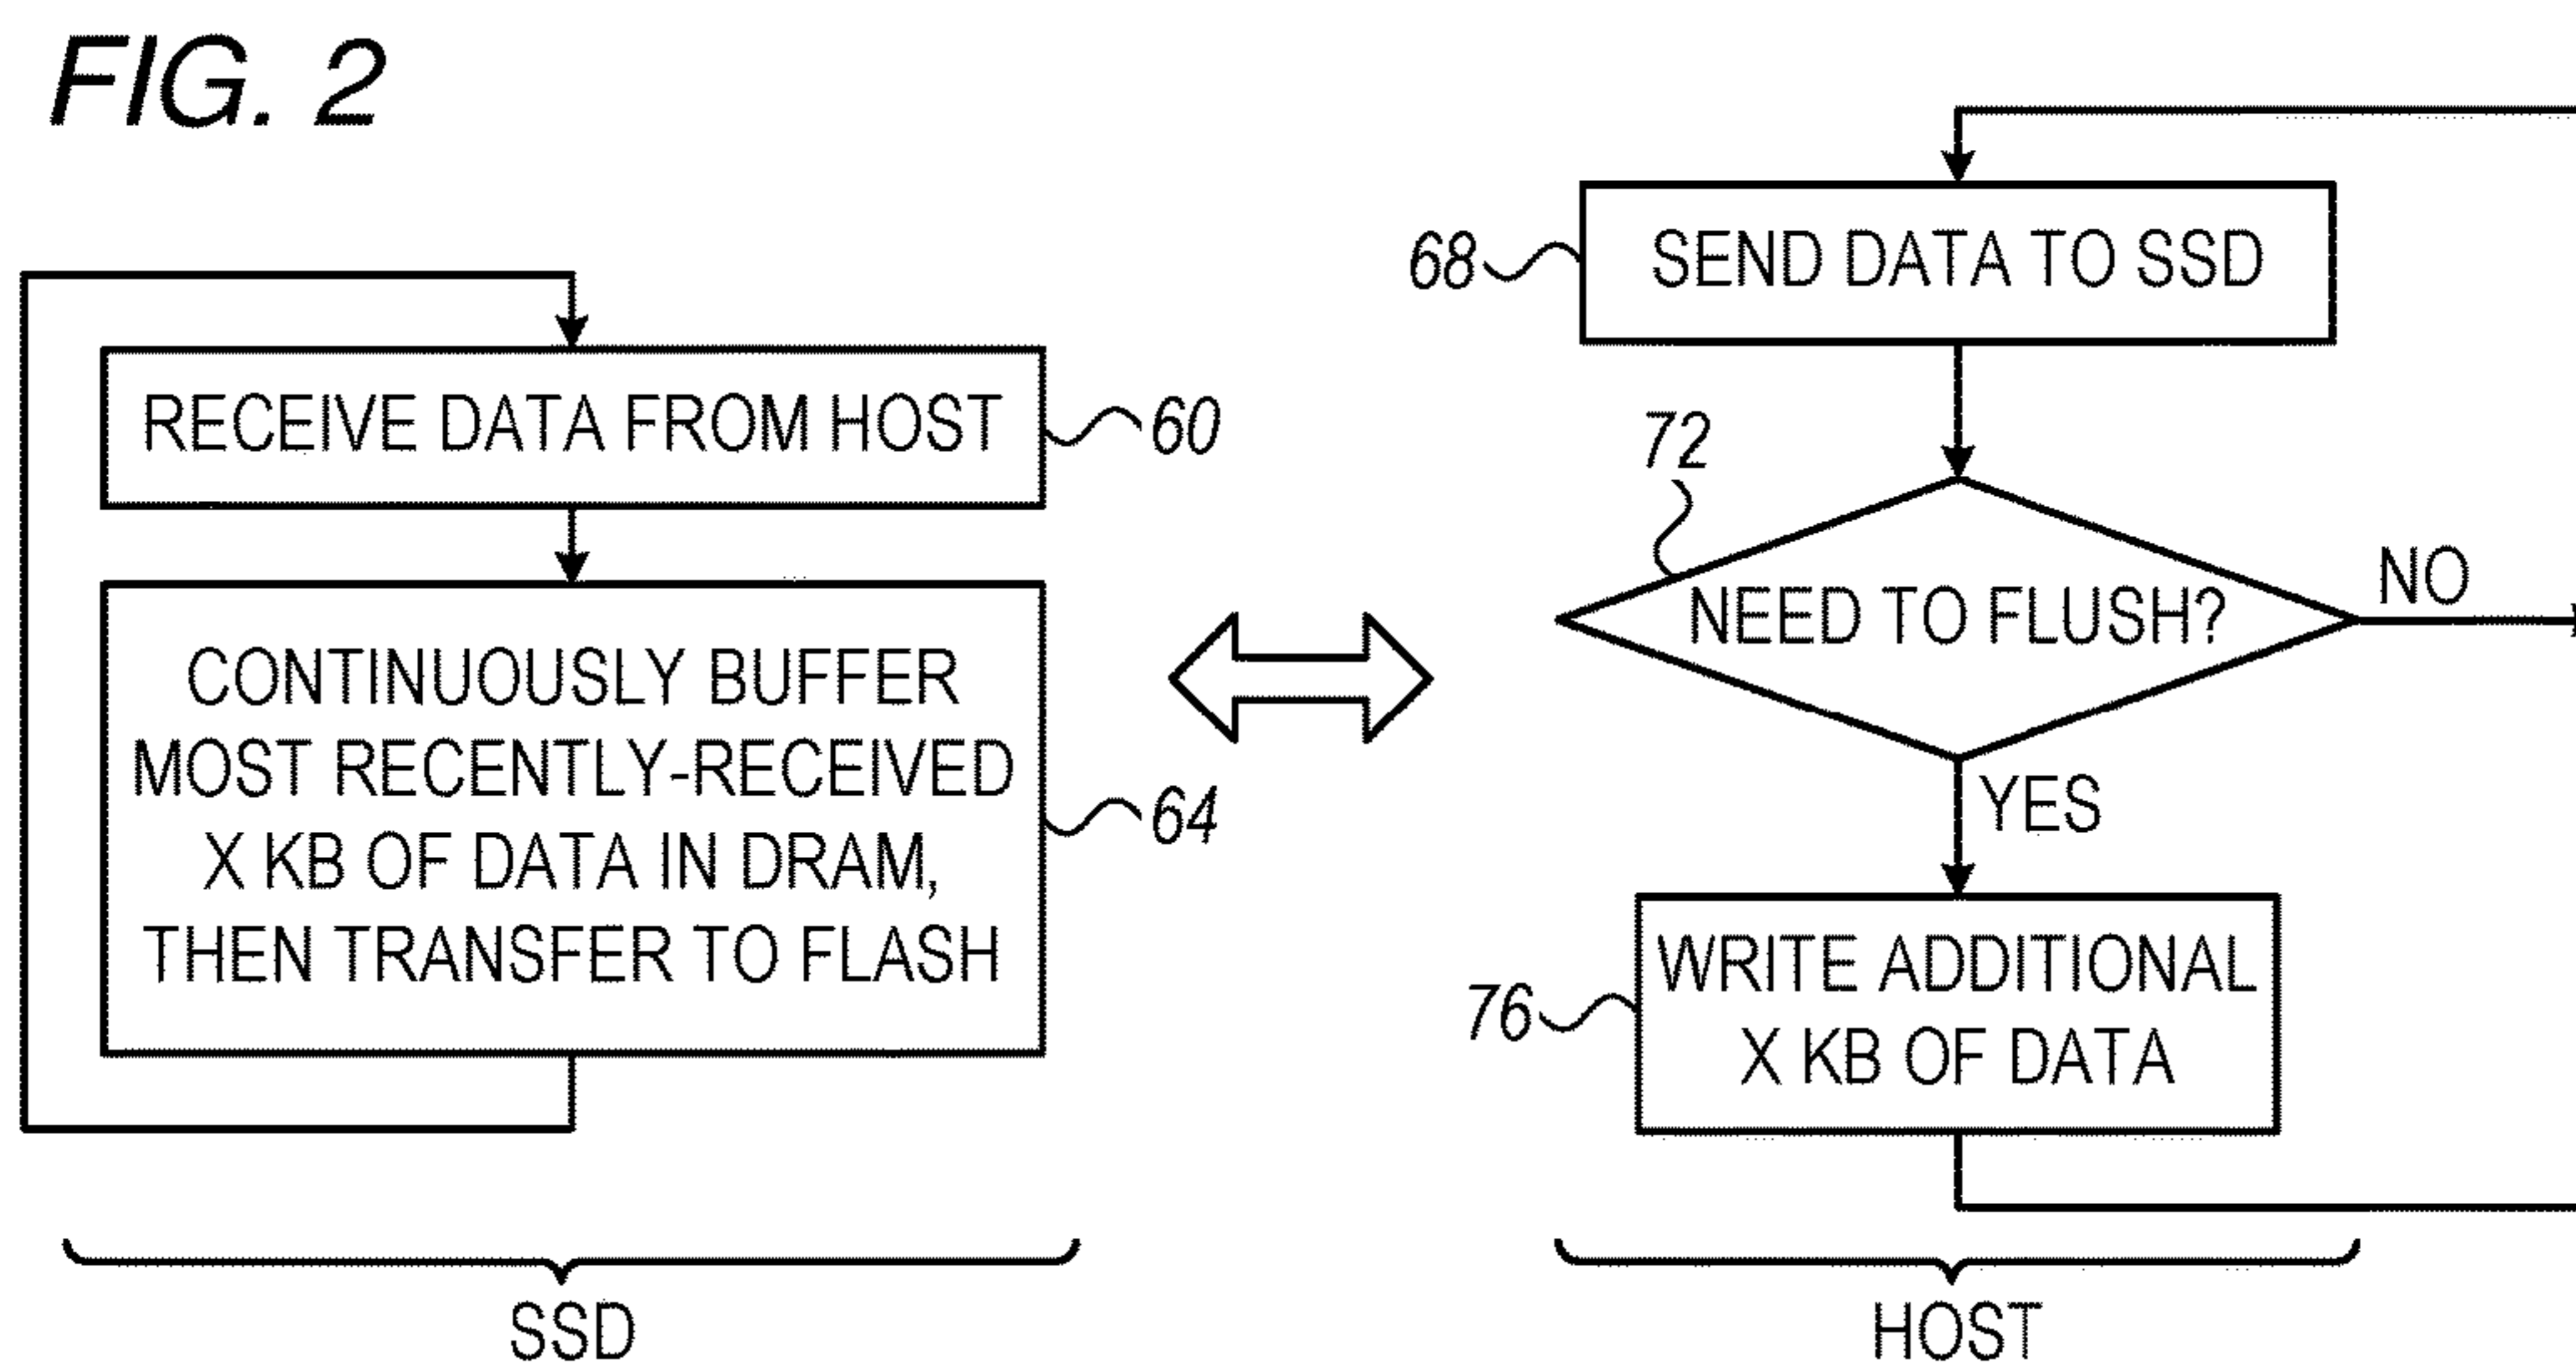 FIG. 2
RECEIVE DATA FROM HOST
60
CONTINUOUSLY BUFFER
MOST RECENTLY-RECEIVED
X KB OF DATA IN DRAM,
THEN TRANSFER TO FLASH
64
SSD
68
SEND DATA TO SSD
72
NEED TO FLUSH?
NO
YES
76
WRITE ADDITIONAL
X KB OF DATA
HOST